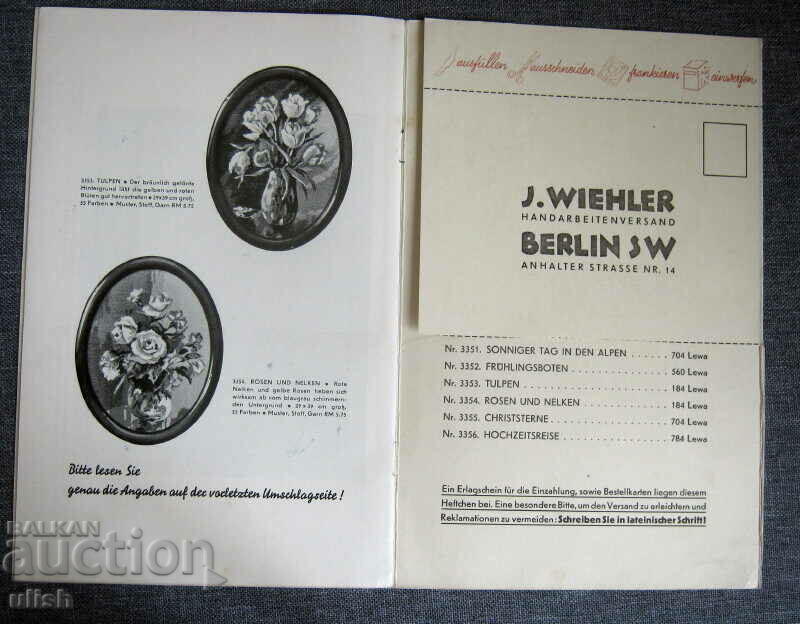 3353. TULPEN • Der bräunlich getönte
Hintergrund läßt die gelben und roten
Blüten gut hervortreten • 29×39 cm groß,
33 Farben • Muster, Stoff, Garn RM 5.75
3354. ROSEN UND NELKEN • Rote
Nelken und gelbe Rosen heben sich
wirksam ab vom blaugrau schimmern-
den Untergrund • 29×39 cm groß,
33 Farben • Muster, Stoff, Garn RM 5.75
Bitte lesen Sie
genau die Angaben auf der vorletzten Umschlagseite!
ausfüllen ausschneiden frankieren einwerfen
J. WIEHLER
HANDARBEITENVERSAND
BERLIN SW
ANHALTER STRASSE NR. 14
Nr. 3351. SONNIGER TAG IN DEN ALPEN ...... 704 Lewa
Nr. 3352. FRÜHLINGSBOTEN ............ 560 Lewa
Nr. 3353. TULPEN ................... 184 Lewa
Nr. 3354. ROSEN UND NELKEN ........... 184 Lewa
Nr. 3355. CHRISTSTERNE .............. 704 Lewa
Nr. 3356. HOCHZEITSREISE ............. 784 Lewa
Ein Erlagschein für die Einzahlung, sowie Bestellkarten liegen diesem
Heftchen bei. Eine besondere Bitte, um den Versand zu erleichtern und
Reklamationen zu vermeiden: Schreiben Sie in lateinischer Schrift!
BALKAN
auction
ulish